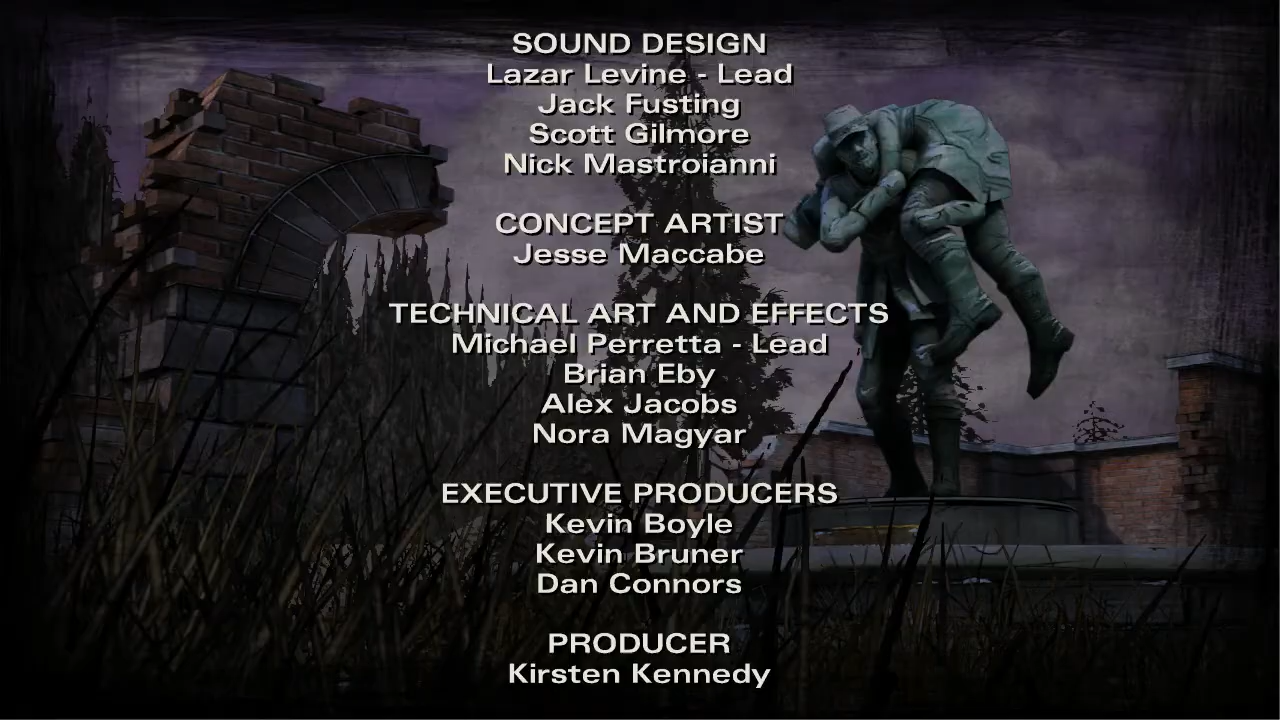 SOUND DESIGN
Lazar Levine - Lead
Jack Fusting
Scott Gilmore
Nick Mastroianni
CONCEPT ARTIST
Jesse Maccabe
TECHNICAL ART AND EFFECTS
Michael Perretta - Lead
Brian Eby
Alex Jacobs
Nora Magyar
EXECUTIVE PRODUCERS
Kevin Boyle
Kevin Bruner
Dan Connors
PRODUCER
Kirsten Kennedy